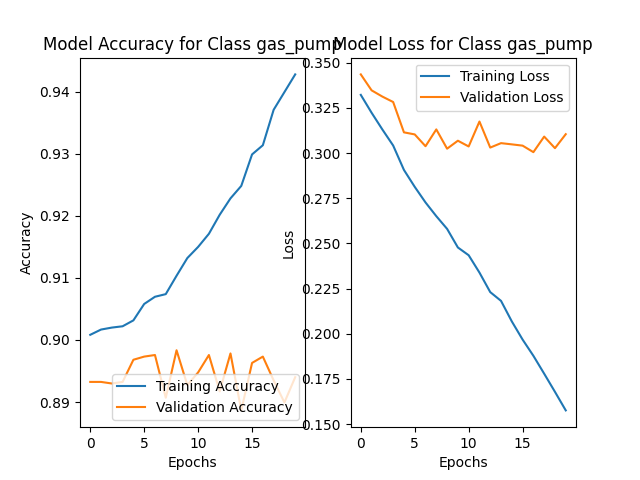 Model Accuracy for Class gas_pump
0.94
0.93
0.92
0.91
0.90
0.89
Accuracy
0
5
10
15
Epochs
Training Accuracy
Validation Accuracy
Model Loss for Class gas_pump
0.350
0.325
0.300
0.275
0.250
0.225
0.200
0.175
0.150
Loss
0
5
10
15
Epochs
Training Loss
Validation Loss